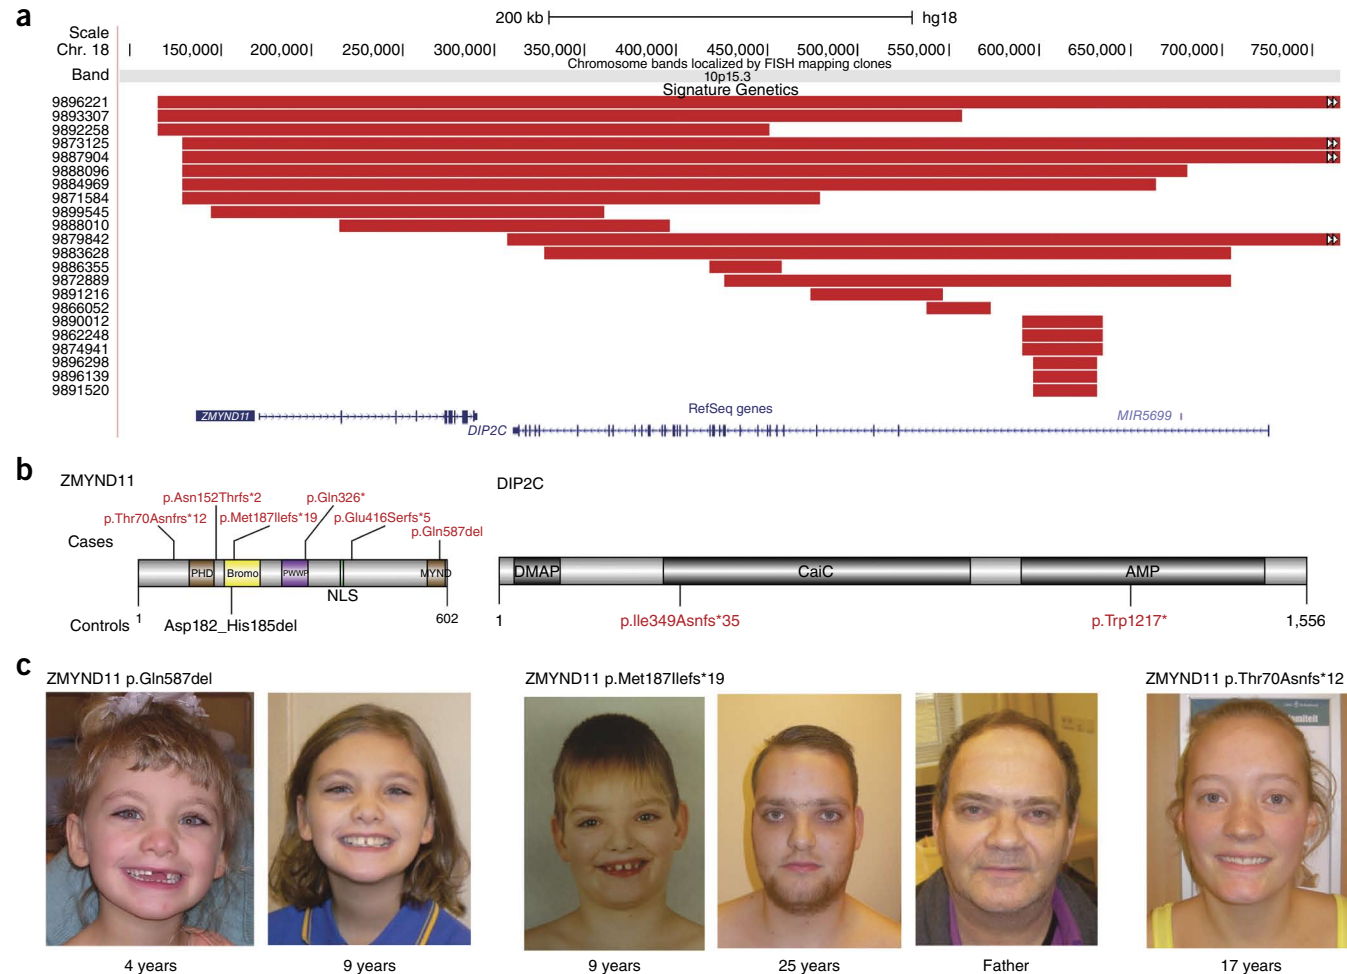 a
200 kb hg18
Scale
Chr. 18 150,000 200,000 250,000 300,000 350,000 400,000 450,000 500,000 550,000 600,000 650,000 700,000 750,000
Chromosome bands localized by FISH mapping clones
Band 10p15.3
Signature Genetics
9896221
9893307
9892258
9873125
9887904
9888096
9884969
9871584
9899545
9888010
9879842
9883628
9886355
9872889
9891216
9866052
9890012
9862248
9874941
9896298
9896139
9891520
RefSeq genes
ZMYND11 MIR5699
DIP2C
b
ZMYND11 DIP2C
p.Asn152Thrfs*2 p.Gln326*
p.Thr70Asnfrs*12 p.Met187Ilefs*19 p.Glu416Serfs*5
p.Gln587del
Cases
PHD Bromo PWWP MYND DMAP CaiC AMP
NLS
1 602 1 p.Ile349Asnfs*35 p.Trp1217* 1,556
Controls Asp182_His185del
c
ZMYND11 p.Gln587del ZMYND11 p.Met187Ilefs*19 ZMYND11 p.Thr70Asnfs*12
4 years 9 years 9 years 25 years Father 17 years